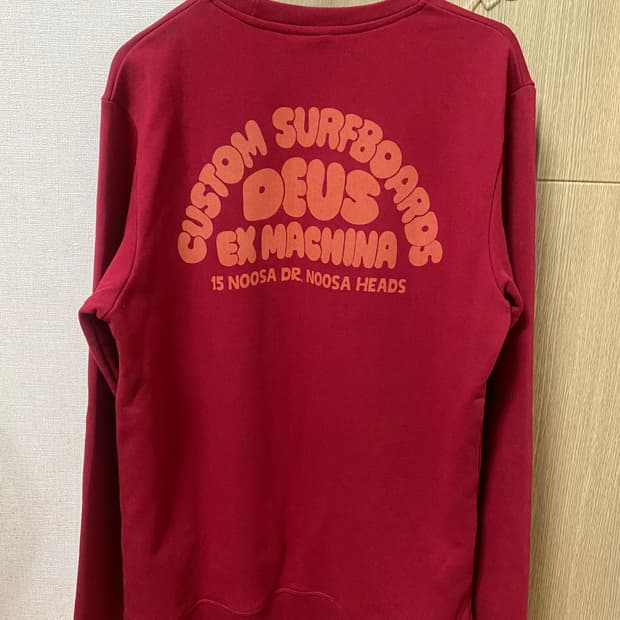 CUSTOM SURFBOARDS
DEUS
EX MACHINA
15 NOOSA DR. NOOSA HEADS